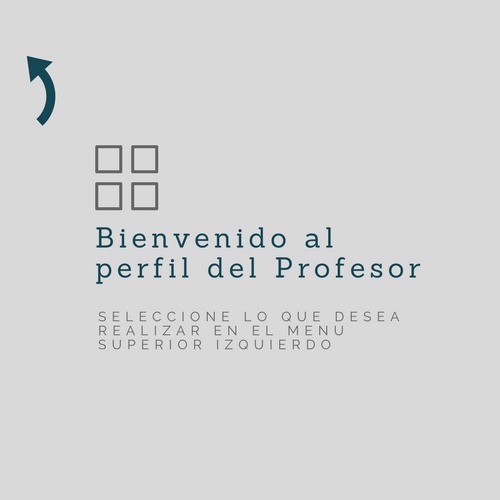 Bienvenido al
perfil del Profesor
SELECCIONE LO QUE DESEA
REALIZAR EN EL MENU
SUPERIOR IZQUIERDO